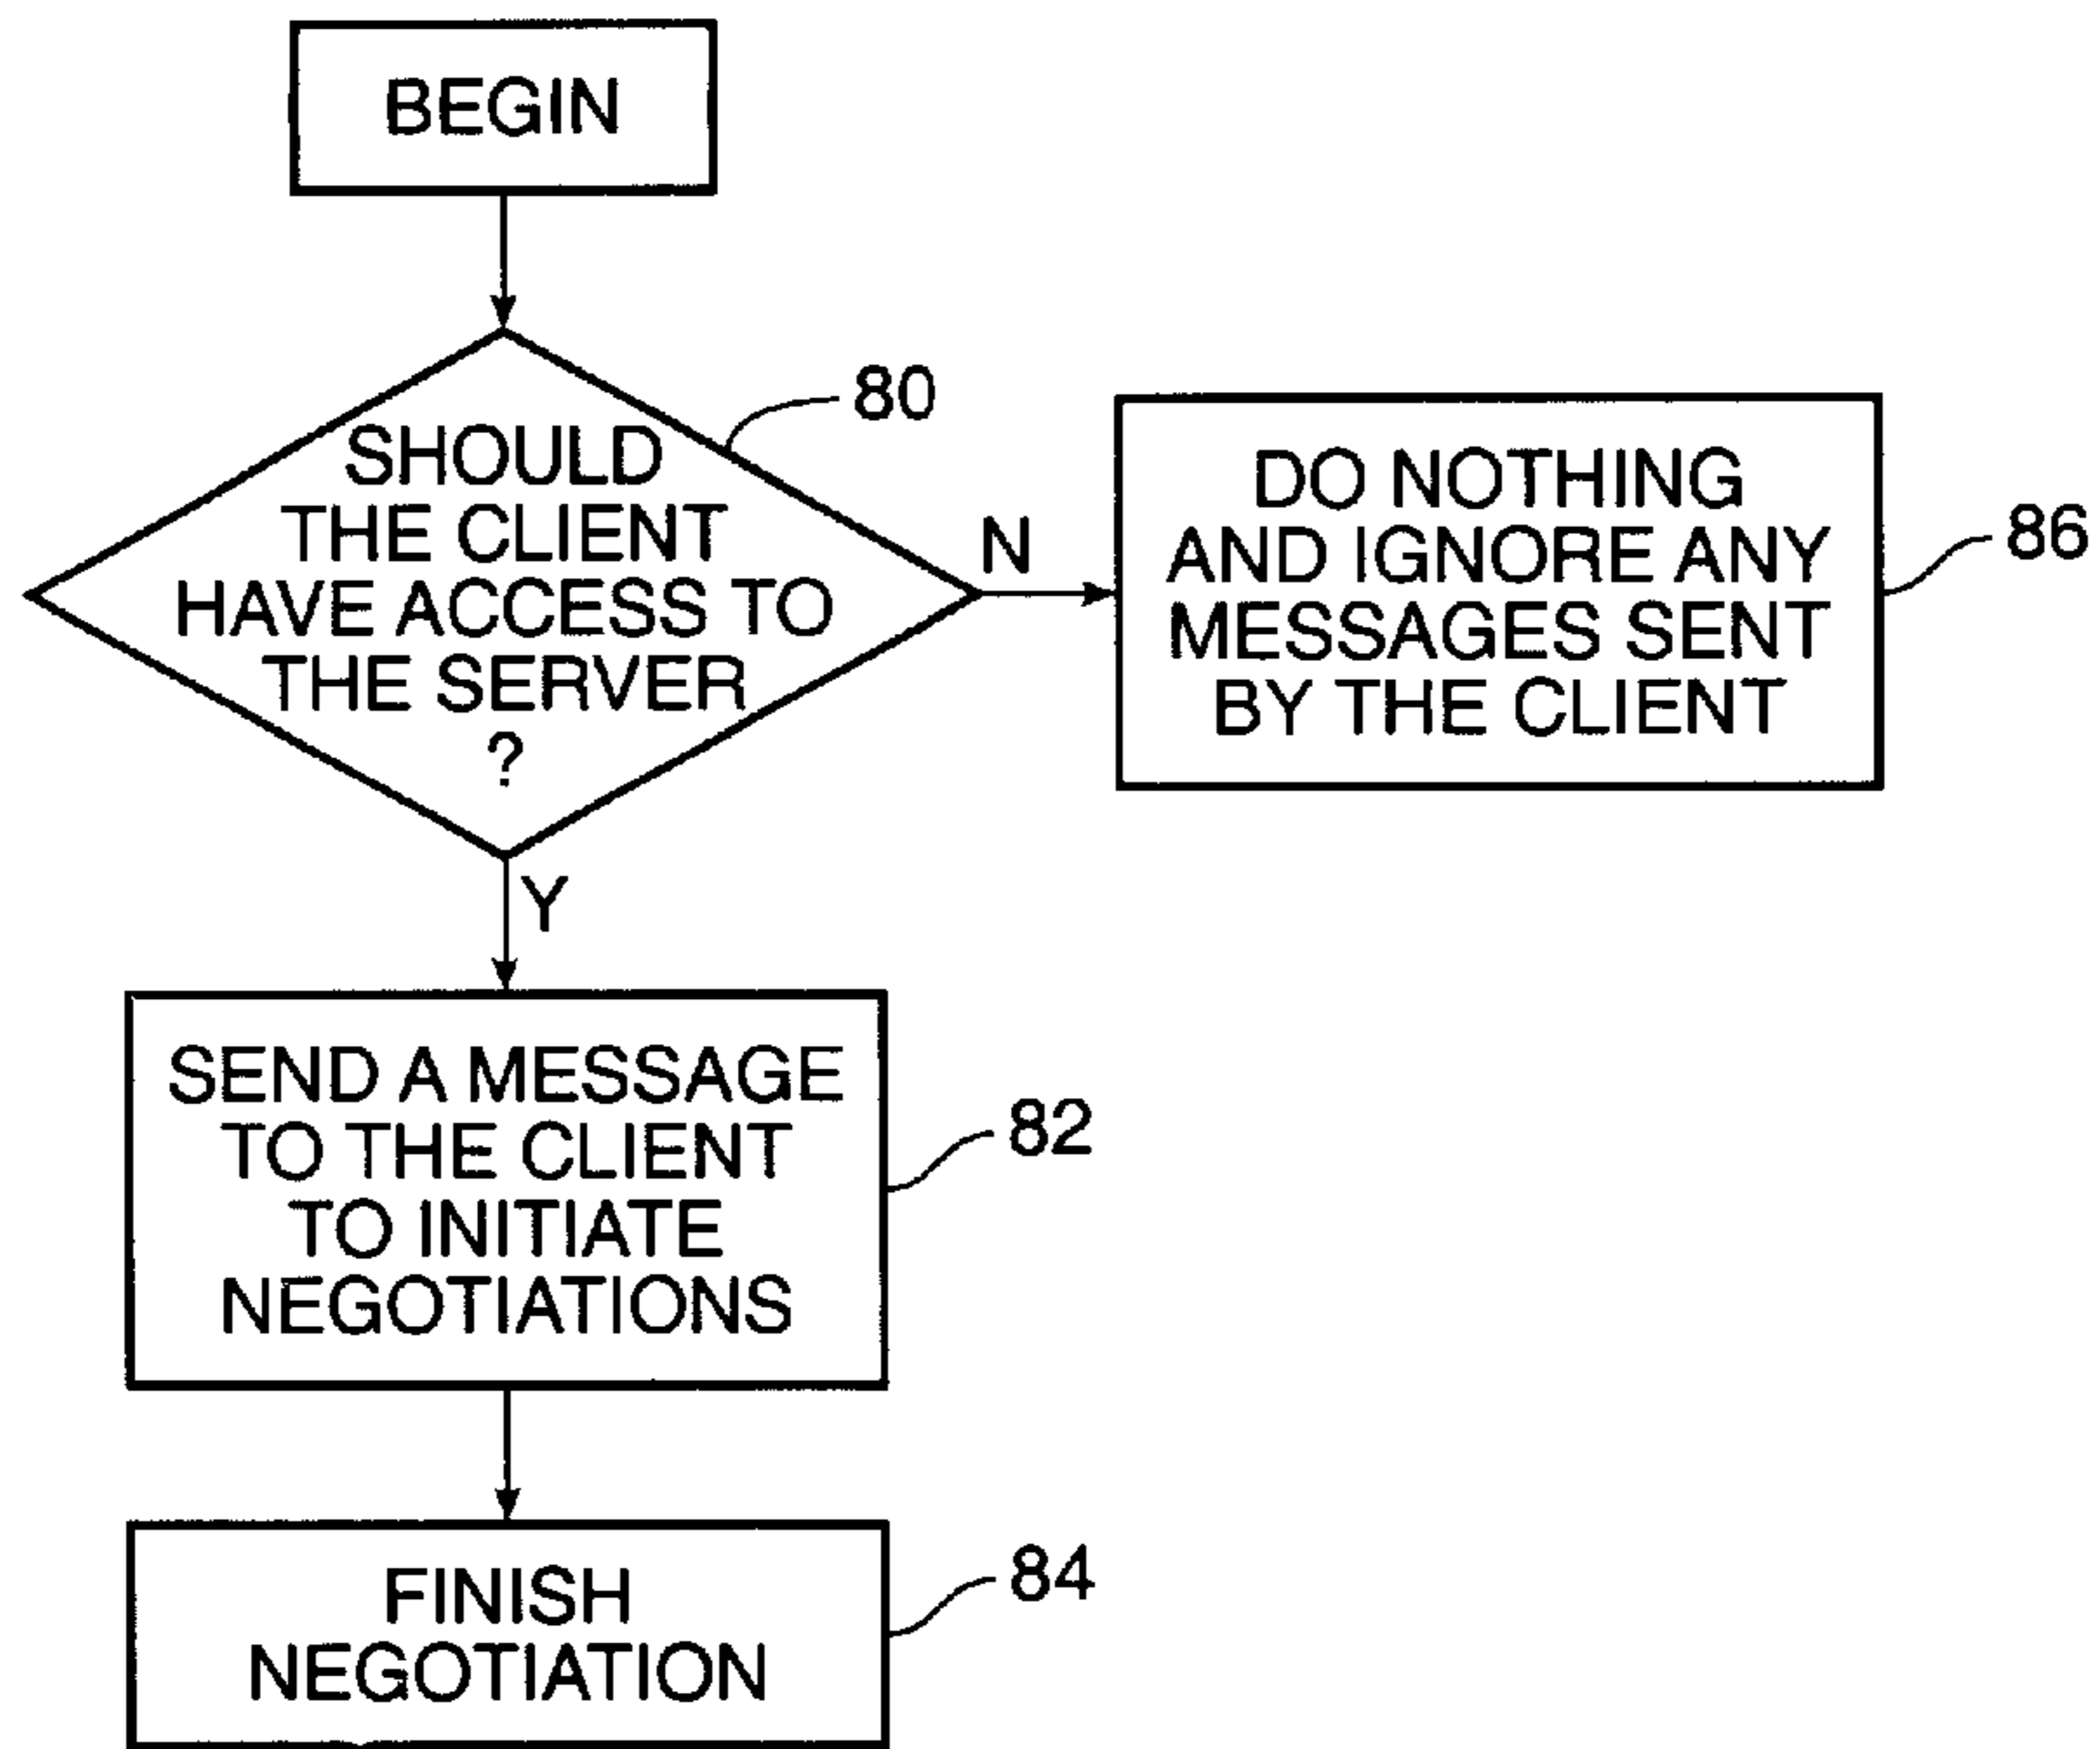 BEGIN
80
SHOULD
THE CLIENT
HAVE ACCESS TO
THE SERVER
?
N
DO NOTHING
AND IGNORE ANY
MESSAGES SENT
BY THE CLIENT
86
Y
SEND A MESSAGE
TO THE CLIENT
TO INITIATE
NEGOTIATIONS
82
FINISH
NEGOTIATION
84